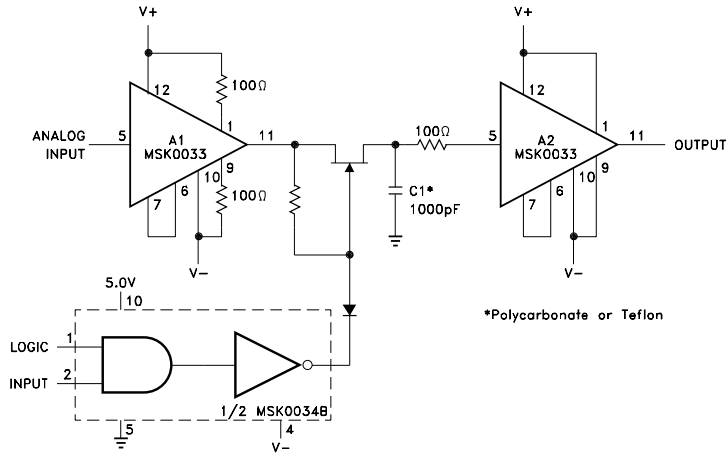 V+
12
100Ω
1
ANALOG
INPUT
5
A1
MSK0033
11
9
10
6
7
100Ω
V-
100Ω
C1*
1000pF
V+
12
1
5
A2
MSK0033
11
OUTPUT
9
10
6
7
V-
5.0V
10
LOGIC
1
INPUT
2
1/2 MSK0034B
5
4
V-
*Polycarbonate or Teflon